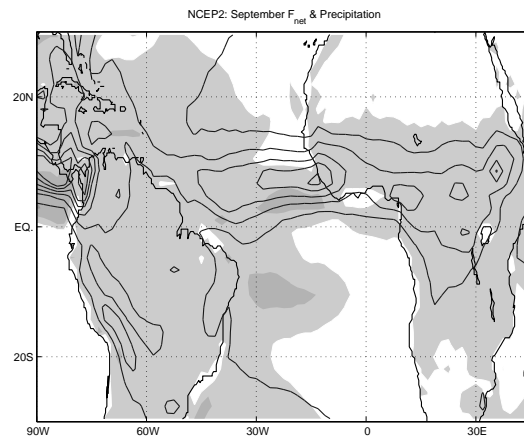 NCEP2: September F_net & Precipitation
20N
EQ.
20S
90W 60W 30W 0 30E